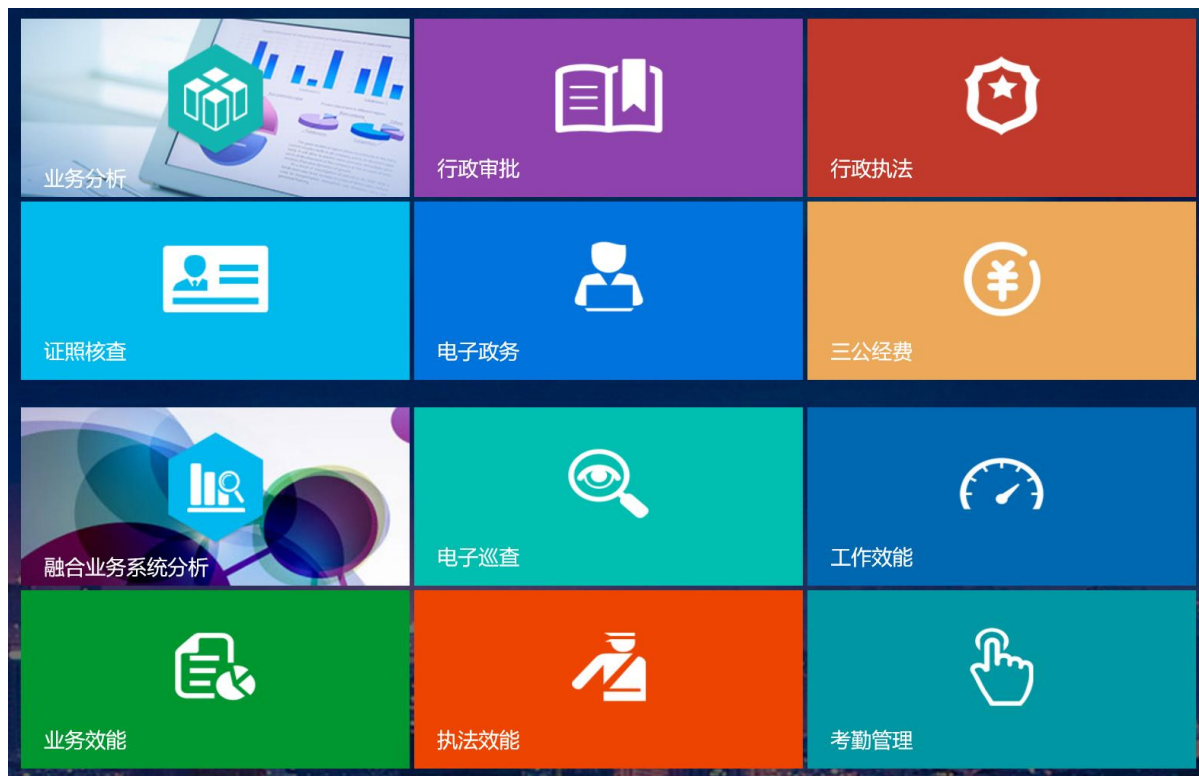 业务分析
行政审批
行政执法
证照核查
电子政务
三公经费
融合业务系统分析
电子巡查
工作效能
业务效能
执法效能
考勤管理